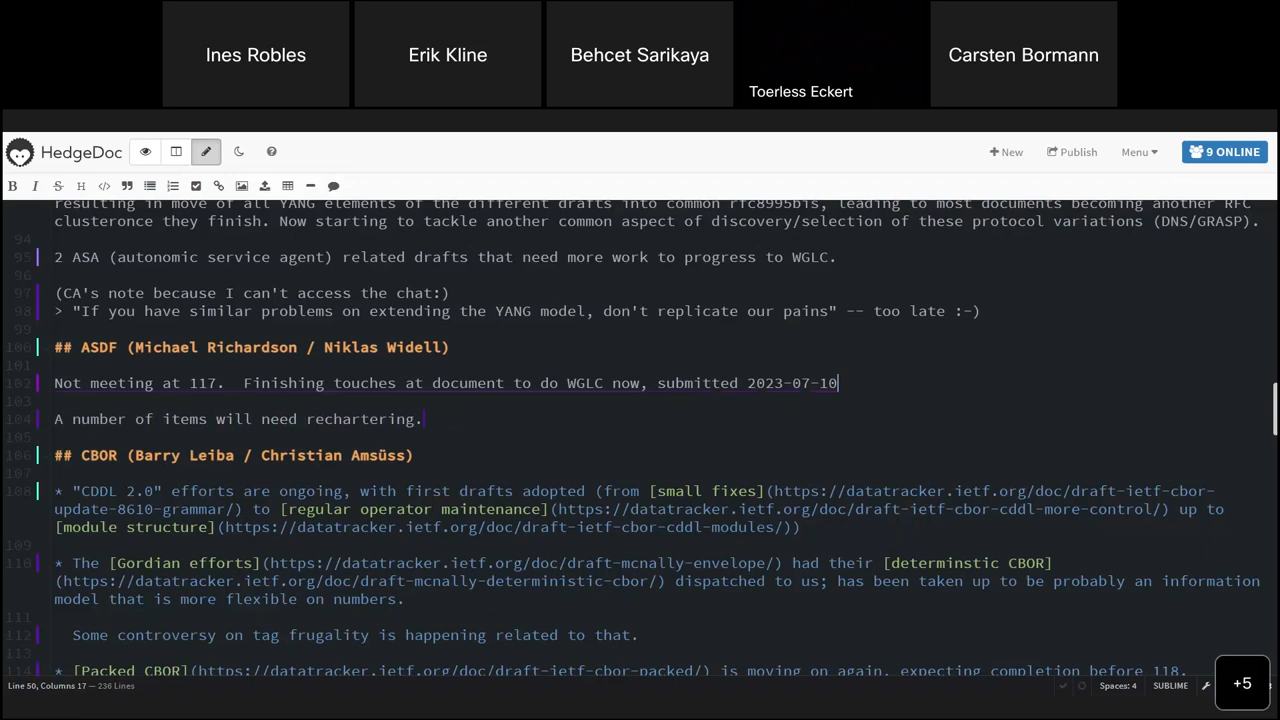 Ines Robles
Erik Kline
Behcet Sarikaya
Toerless Eckert
Carsten Bormann
HedgeDoc
New
Publish
Menu
9 ONLINE
B I S H
resulting in move of all YANG elements of the different drafts into common rfc8995bis, leading to most documents becoming another RFC
clusteronce they finish. Now starting to tackle another common aspect of discovery/selection of these protocol variations (DNS/GRASP).
94
95 2 ASA (autonomic service agent) related drafts that need more work to progress to WGLC.
96
97 (CA's note because I can't access the chat:)
98 > "If you have similar problems on extending the YANG model, don't replicate our pains" -- too late :-)
99
100 ## ASDF (Michael Richardson / Niklas Widell)
101
102 Not meeting at 117.  Finishing touches at document to do WGLC now, submitted 2023-07-10
103
104 A number of items will need rechartering.
105
106 ## CBOR (Barry Leiba / Christian Amsüss)
107
108 * "CDDL 2.0" efforts are ongoing, with first drafts adopted (from [small fixes](https://datatracker.ietf.org/doc/draft-ietf-cbor-
update-8610-grammar/) to [regular operator maintenance](https://datatracker.ietf.org/doc/draft-ietf-cbor-cddl-more-control/) up to
[module structure](https://datatracker.ietf.org/doc/draft-ietf-cbor-cddl-modules/))
109
110 * The [Gordian efforts](https://datatracker.ietf.org/doc/draft-mcnally-envelope/) had their [determinstic CBOR]
(https://datatracker.ietf.org/doc/draft-mcnally-deterministic-cbor/) dispatched to us; has been taken up to be probably an information
model that is more flexible on numbers.
111
112 Some controversy on tag frugality is happening related to that.
113
114 * [Packed CBOR](https://datatracker.ietf.org/doc/draft-ietf-cbor-packed/) is moving on again, expecting completion before 118.
Line 50, Columns 17 — 236 Lines
Spaces: 4
SUBLIME
+5